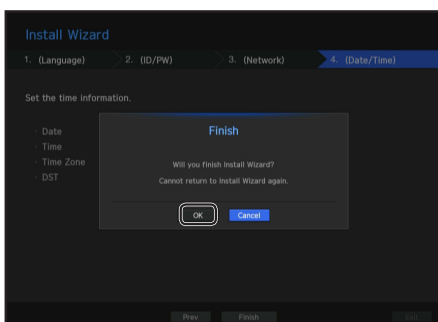 Install Wizard
1. (Language) 2. (ID/PW) 3. (Network) 4. (Date/Time)
Set the time information.
· Date
· Time
· Time Zone
· DST
Finish
Will you finish Install Wizard?
Cannot return to Install Wizard again.
OK Cancel
Prev Finish Exit